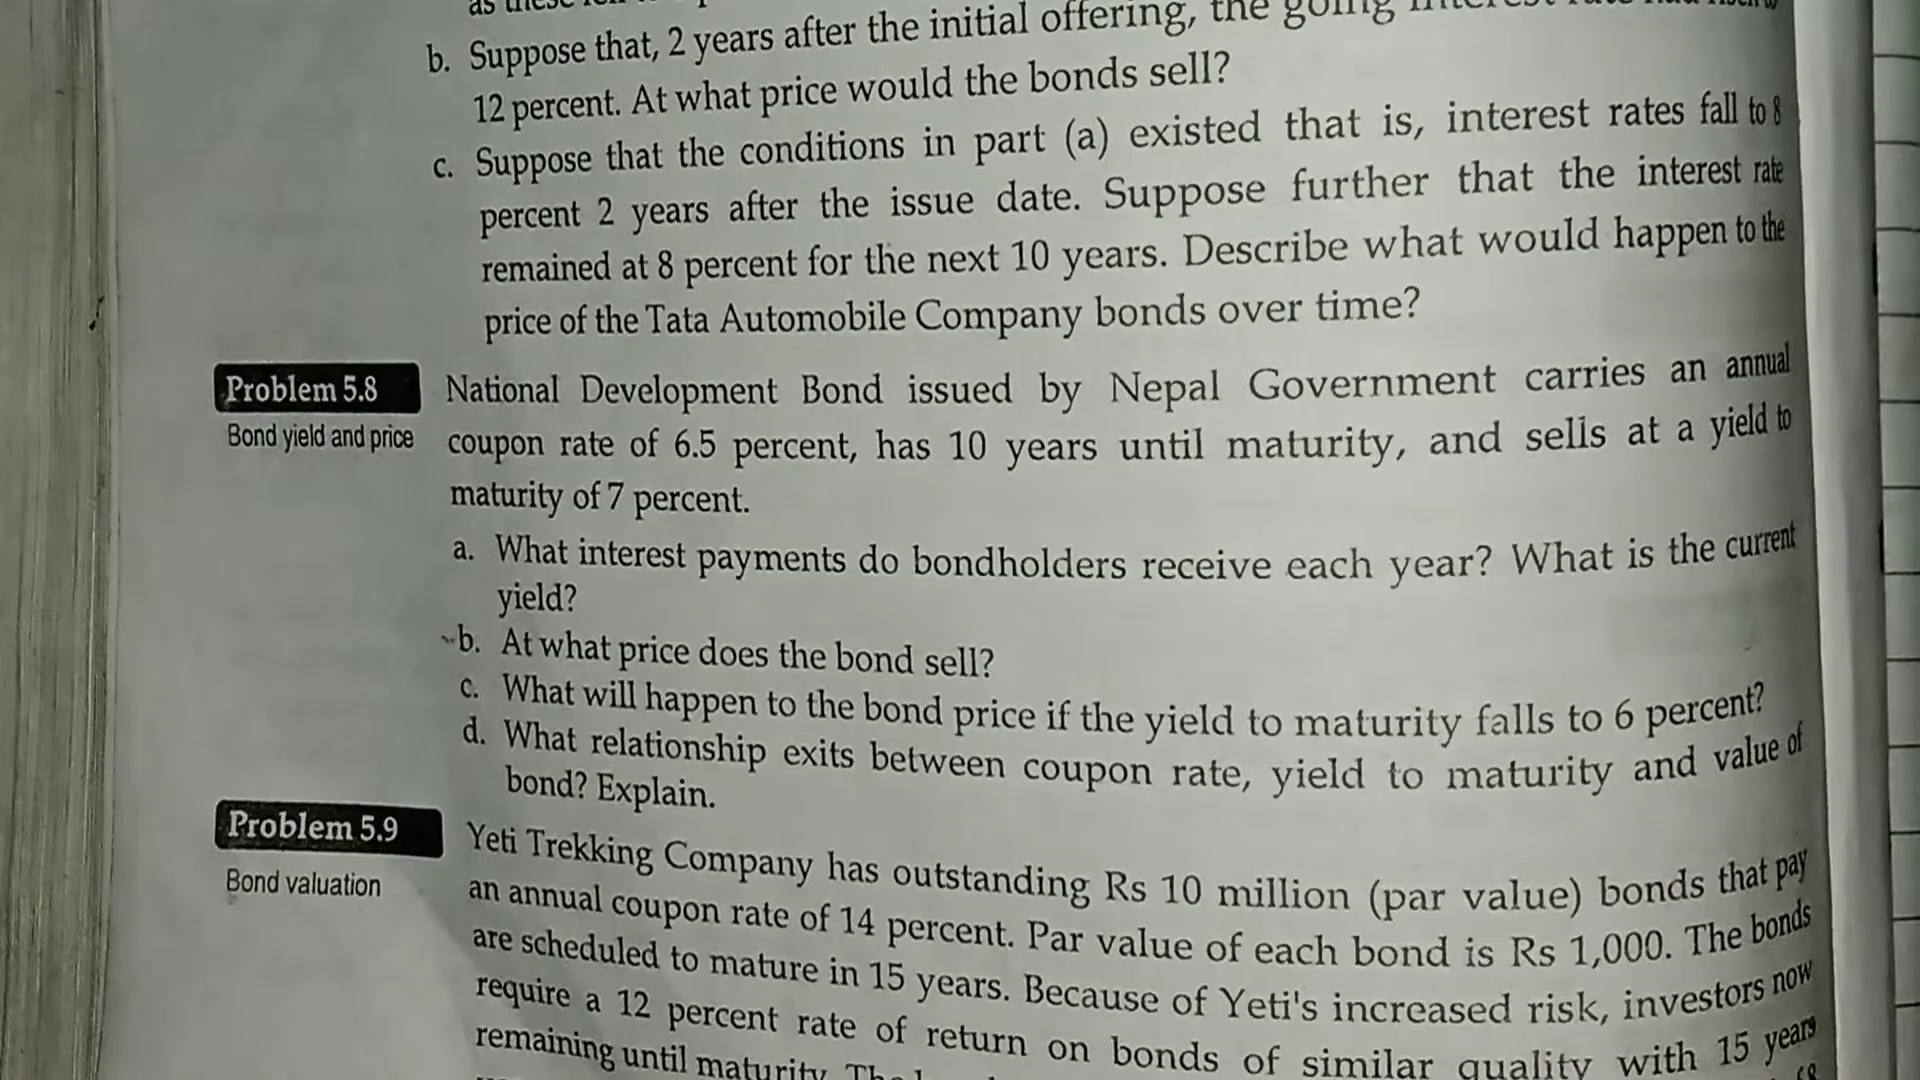 b. Suppose that, 2 years after the initial offering, the going
12 percent. At what price would the bonds sell?
c. Suppose that the conditions in part (a) existed that is, interest rates fall to 8
percent 2 years after the issue date. Suppose further that the interest rate
remained at 8 percent for the next 10 years. Describe what would happen to the
price of the Tata Automobile Company bonds over time?
Problem 5.8
Bond yield and price
National Development Bond issued by Nepal Government carries an annual
coupon rate of 6.5 percent, has 10 years until maturity, and sells at a yield to
maturity of 7 percent.
a. What interest payments do bondholders receive each year? What is the current
yield?
b. At what price does the bond sell?
c. What will happen to the bond price if the yield to maturity falls to 6 percent?
d. What relationship exits between coupon rate, yield to maturity and value of
bond? Explain.
Problem 5.9
Bond valuation
Yeti Trekking Company has outstanding Rs 10 million (par value) bonds that pay
an annual coupon rate of 14 percent. Par value of each bond is Rs 1,000. The bonds
are scheduled to mature in 15 years. Because of Yeti's increased risk, investors now
require a 12 percent rate of return on bonds of similar quality with 15 years
remaining until maturity.